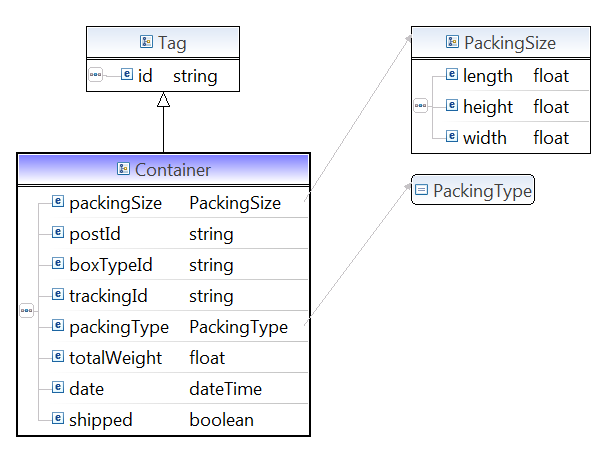 Tag
id string
PackingSize
length float
height float
width float
Container
packingSize PackingSize
postId string
boxTypeId string
trackingId string
packingType PackingType
totalWeight float
date dateTime
shipped boolean
PackingType